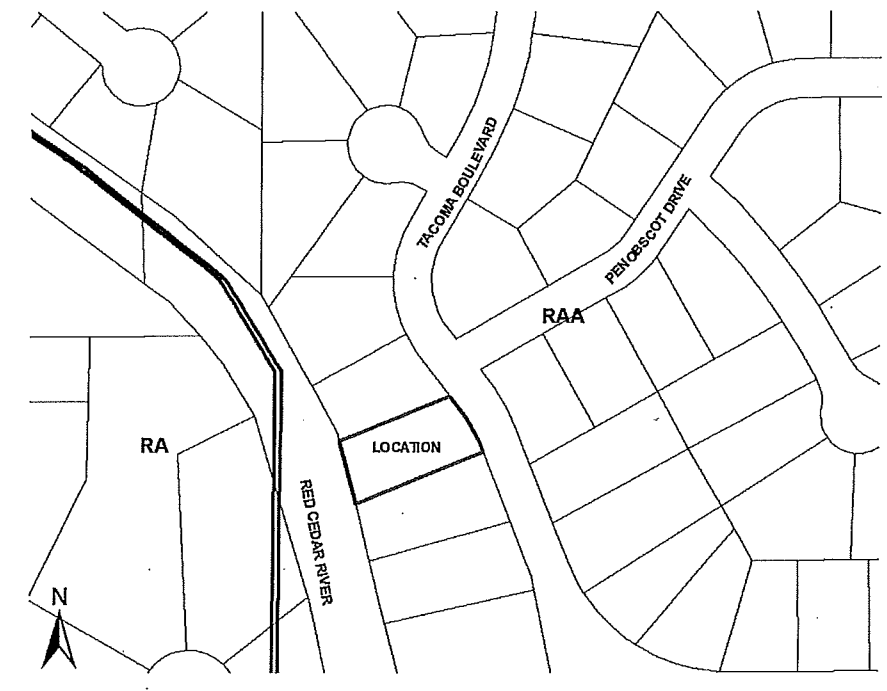 TACOMA BOULEVARD
PENOBSCOT DRIVE
RAA
RA
LOCATION
RED CEDAR RIVER
N